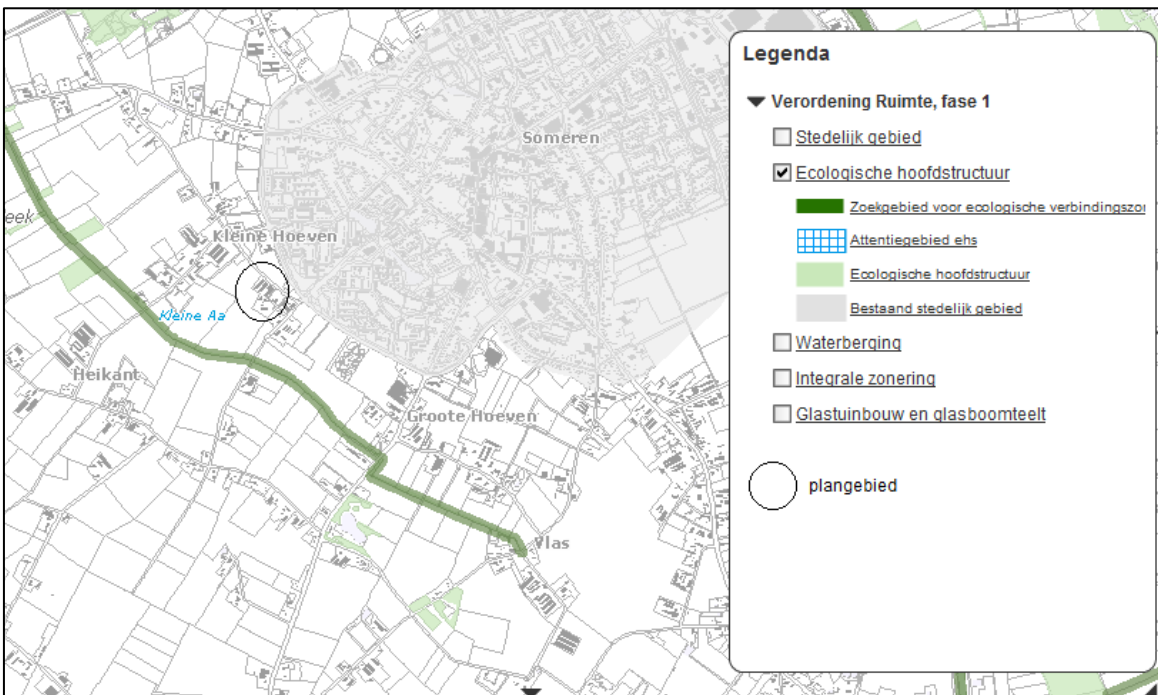 Someren
eek
Kleine Hoeven
Kleine Aa
Heikant
Groote Hoeven
Vlas
Legenda
Verordening Ruimte, fase 1
Stedelijk gebied
Ecologische hoofdstructuur
Zoekgebied voor ecologische verbindingszo
Attentiegebied ehs
Ecologische hoofdstructuur
Bestaand stedelijk gebied
Waterberging
Integrale zonering
Glastuinbouw en glasboomteelt
plangebied